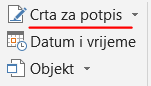 Crta za potpis
Datum i vrijeme
Objekt